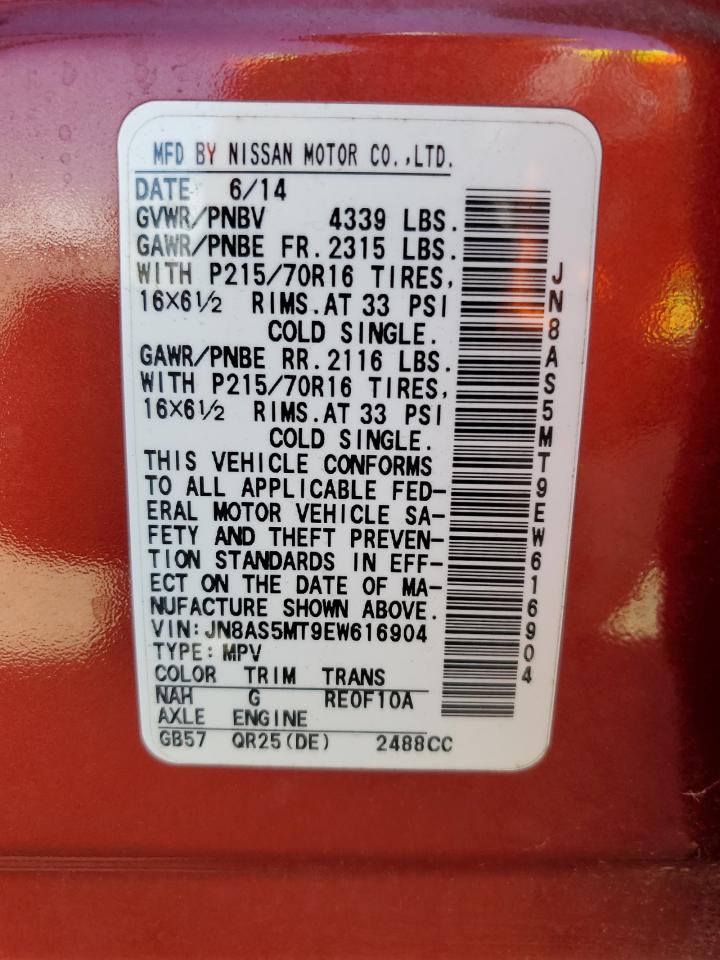 MFD BY NISSAN MOTOR CO.,LTD.
DATE 6/14
GVWR/PNBV 4339 LBS.
GAWR/PNBE FR. 2315 LBS.
WITH P215/70R16 TIRES,
16X6½ RIMS. AT 33 PSI
COLD SINGLE.
GAWR/PNBE RR. 2116 LBS.
WITH P215/70R16 TIRES,
16X6½ RIMS. AT 33 PSI
COLD SINGLE.
THIS VEHICLE CONFORMS
TO ALL APPLICABLE FED-
ERAL MOTOR VEHICLE SA-
FETY AND THEFT PREVEN-
TION STANDARDS IN EFF-
ECT ON THE DATE OF MA-
NUFACTURE SHOWN ABOVE.
VIN: JN8AS5MT9EW616904
TYPE: MPV
COLOR TRIM TRANS
NAH G RE0F10A
AXLE ENGINE
GB57 QR25(DE) 2488CC
JN8AS5MT9EW616904